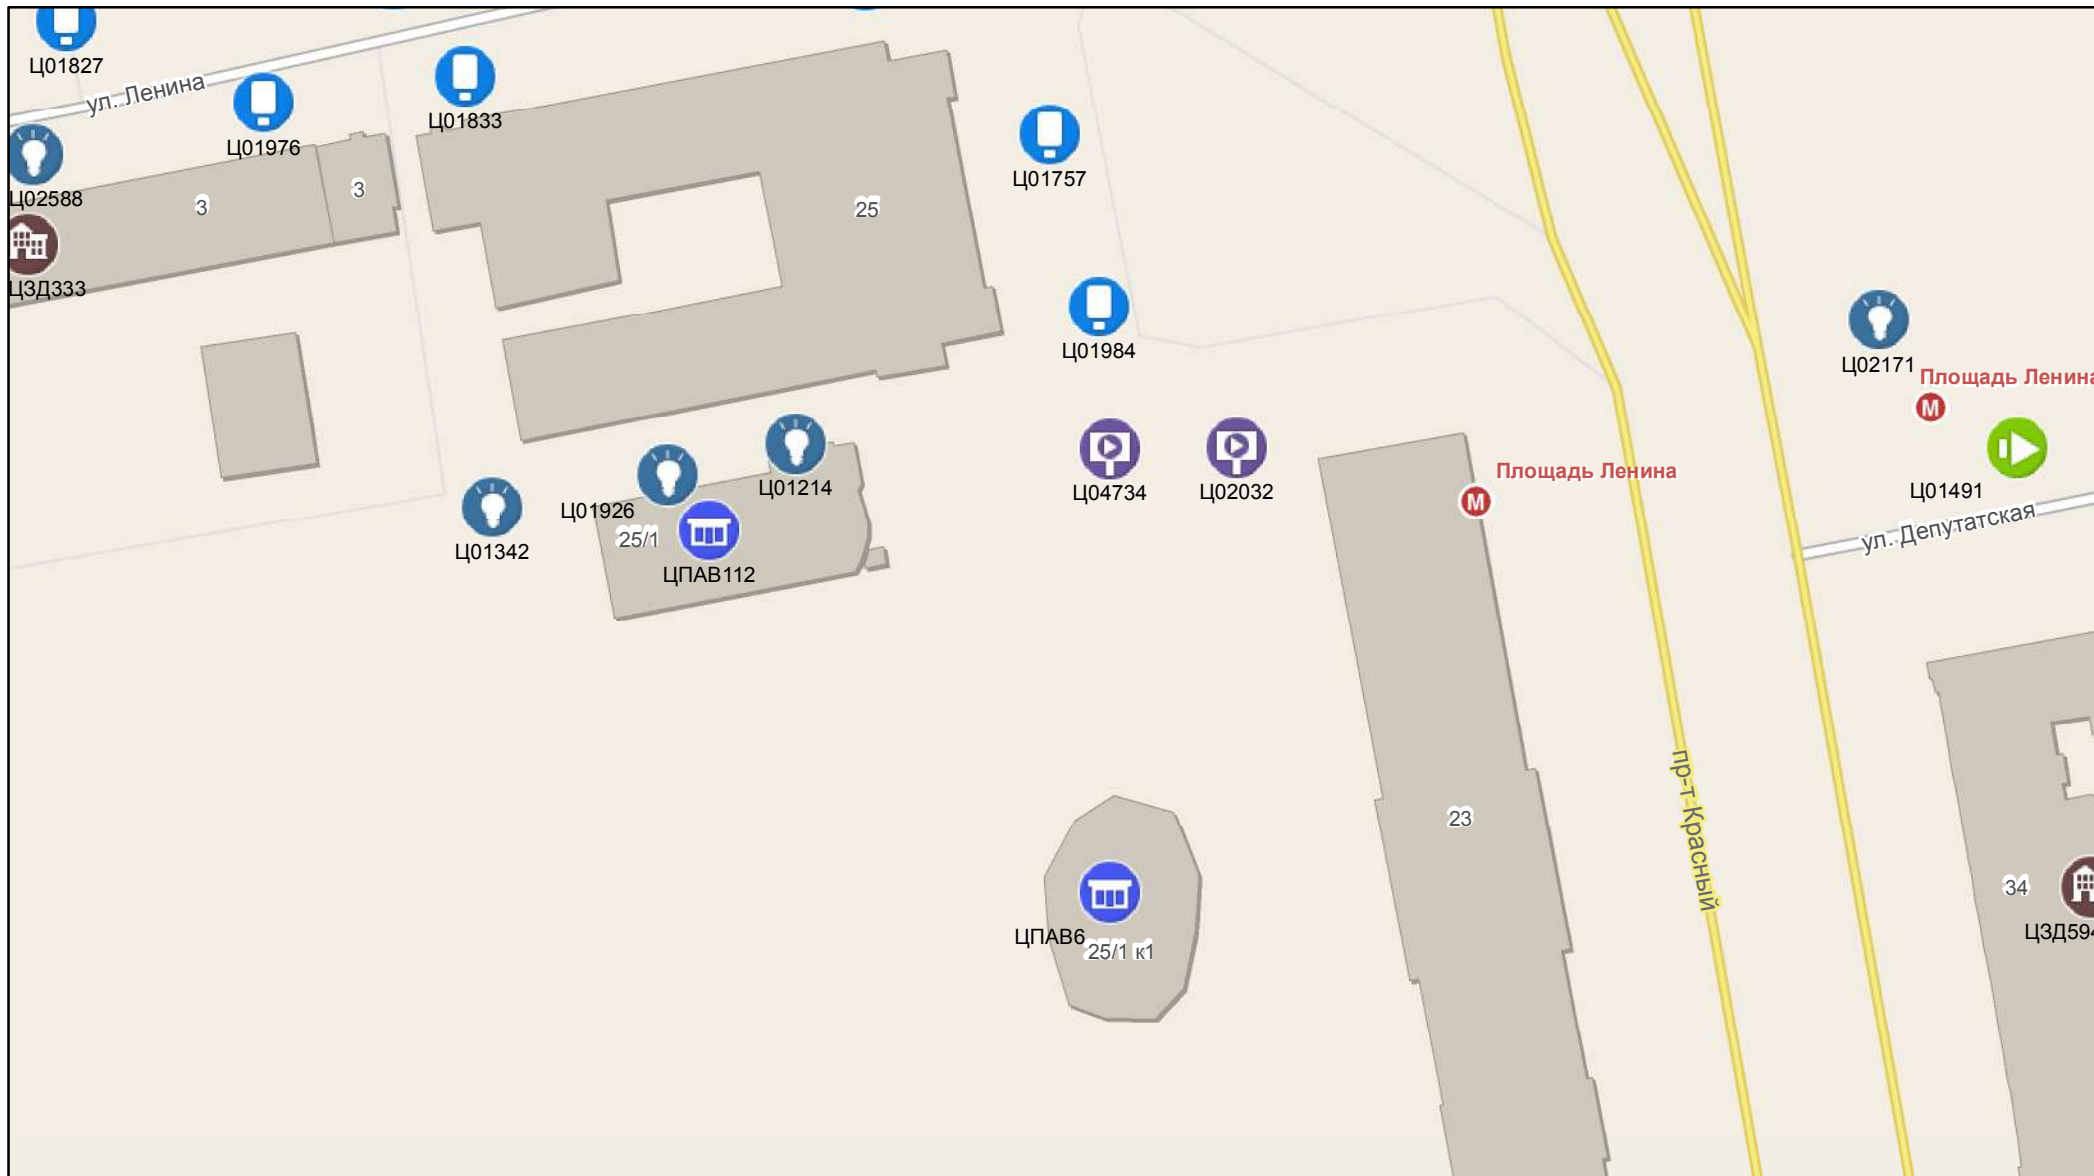 Ц01827
ул. Ленина
Ц01976
Ц01833
Ц01757
Ц02588
3
3
25
ЦЗД333
Ц01984
Ц02171
Площадь Ленина
Ц01214
Ц04734
Ц02032
Площадь Ленина
М
М
Ц01491
Ц01926
25/1
Ц01342
ЦПАВ112
ул. Депутатская
пр-т Красный
23
34
ЦПАВ6
25/1 к1
ЦЗД594